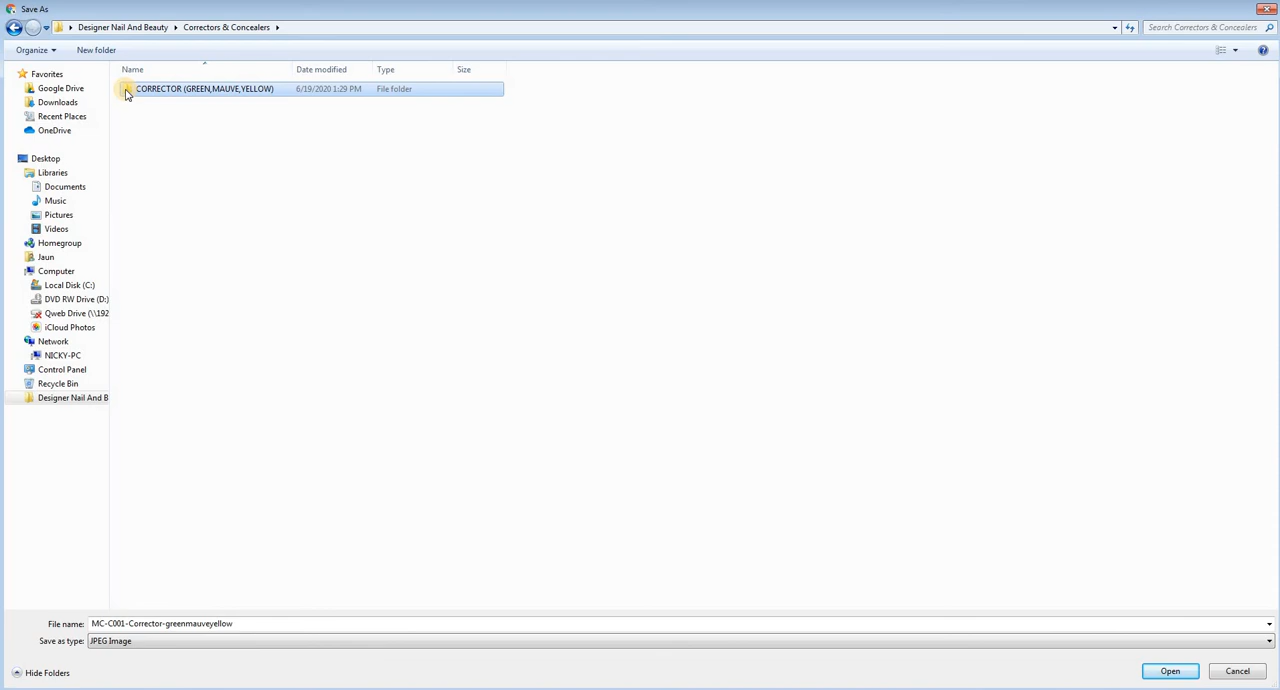 Save As
Designer Nail And Beauty Correctors & Concealers Search Correctors & Concealers
Organize New folder
Name Date modified Type Size
CORRECTOR (GREEN,MAUVE,YELLOW) 6/19/2020 1:29 PM File folder
Favorites
Google Drive
Downloads
Recent Places
OneDrive
Desktop
Libraries
Documents
Music
Pictures
Videos
Homegroup
Jaun
Computer
Local Disk (C:)
DVD RW Drive (D:)
Qweb Drive (\\192
iCloud Photos
Network
NICKY-PC
Control Panel
Recycle Bin
Designer Nail And B
File name: MC-C001-Corrector-greenmauveyellow
Save as type: JPEG Image
Hide Folders Open Cancel